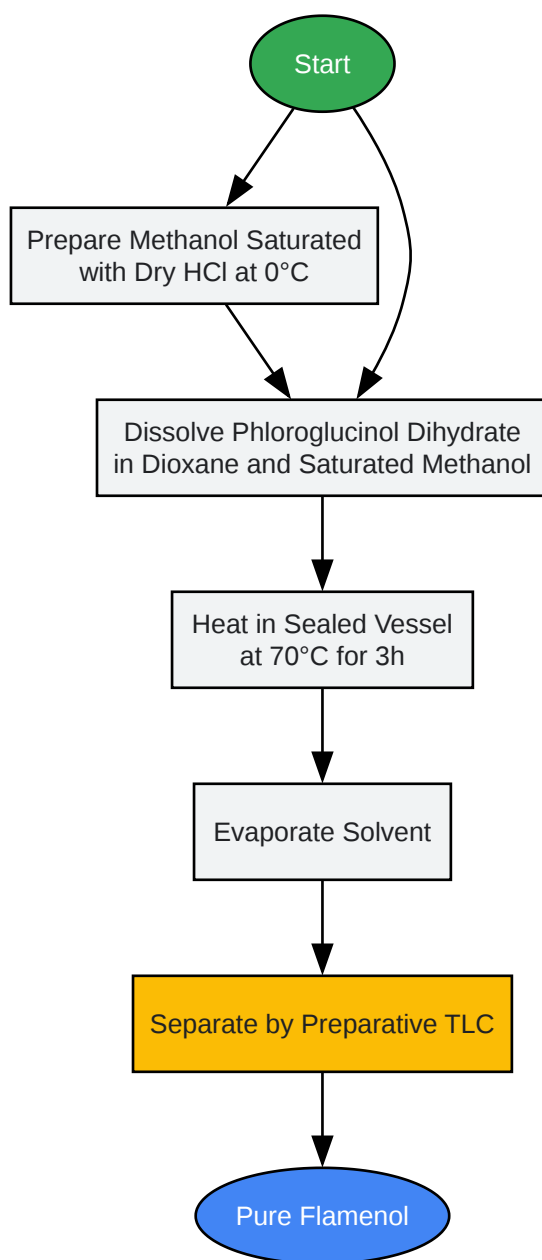 Start
Prepare Methanol Saturated
with Dry HCl at 0°C
Dissolve Phloroglucinol Dihydrate
in Dioxane and Saturated Methanol
Heat in Sealed Vessel
at 70°C for 3h
Evaporate Solvent
Separate by Preparative TLC
Pure Flamenol